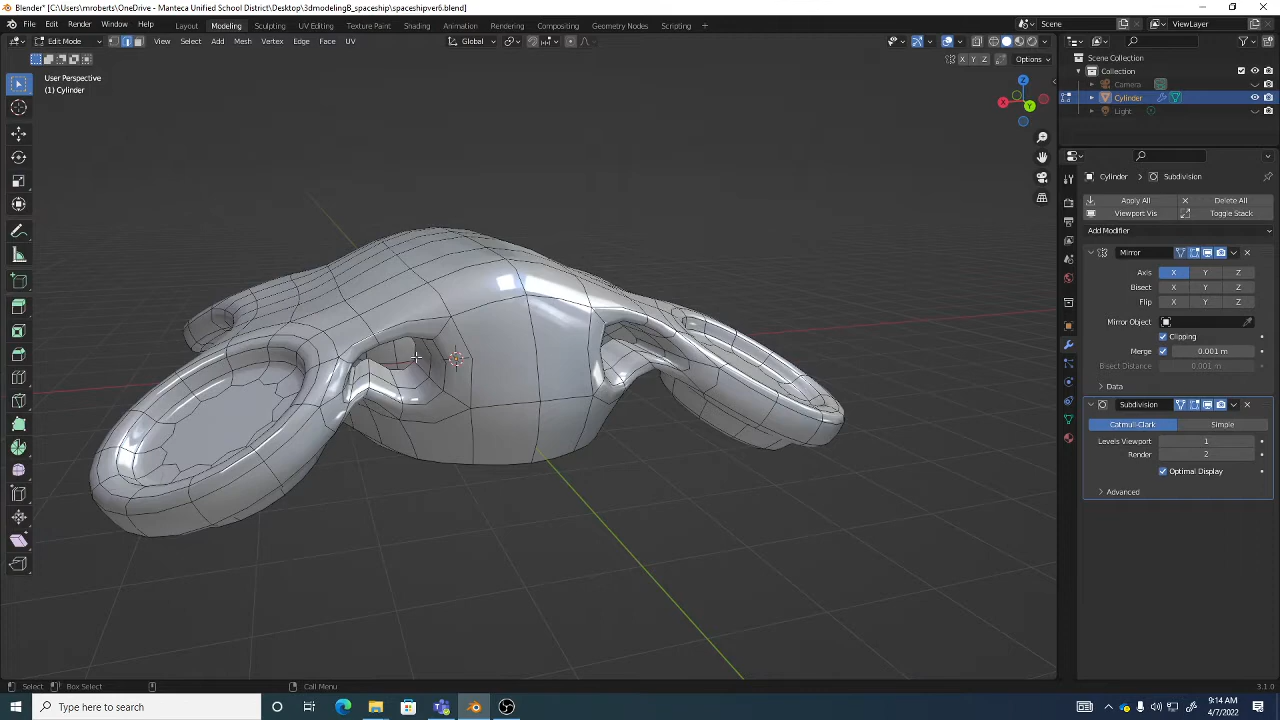 Blender* [C:\Users\mroberts\OneDrive - Manteca Unified School District\Desktop\3dmodelingB_spaceship\spaceshipver6.blend]
File Edit Render Window Help Layout Modeling Sculpting UV Editing Texture Paint Shading Animation Rendering Compositing Geometry Nodes Scripting Scene ViewLayer
Edit Mode View Select Add Mesh Vertex Edge Face UV Global
X Y Z Options
User Perspective
(1) Cylinder
Z
X
Y
Scene Collection
Collection
Camera
Cylinder
Light
Cylinder > Subdivision
Apply All Delete All
Viewport Vis Toggle Stack
Add Modifier
Mirror
Axis X Y Z
Bisect X Y Z
Flip X Y Z
Mirror Object
Clipping
Merge 0.001 m
Bisect Distance 0.001 m
Data
Subdivision
Catmull-Clark Simple
Levels Viewport 1
Render 2
Optimal Display
Advanced
Select Box Select Call Menu 3.1.0
Type here to search
9:14 AM
4/7/2022